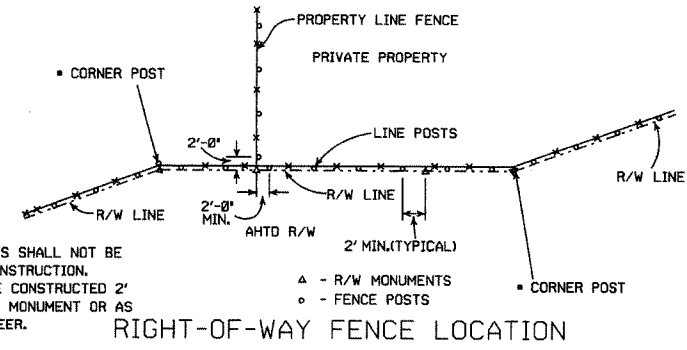 PROPERTY LINE FENCE
PRIVATE PROPERTY
▪ CORNER POST
2'-0"
LINE POSTS
R/W LINE
R/W LINE
R/W LINE
2'-0"
MIN.
AHTD R/W
2' MIN.(TYPICAL)
S SHALL NOT BE
NSTRUCTION.
E CONSTRUCTED 2'
MONUMENT OR AS
EER.
△ - R/W MONUMENTS
○ - FENCE POSTS
▪ CORNER POST
RIGHT-OF-WAY FENCE LOCATION